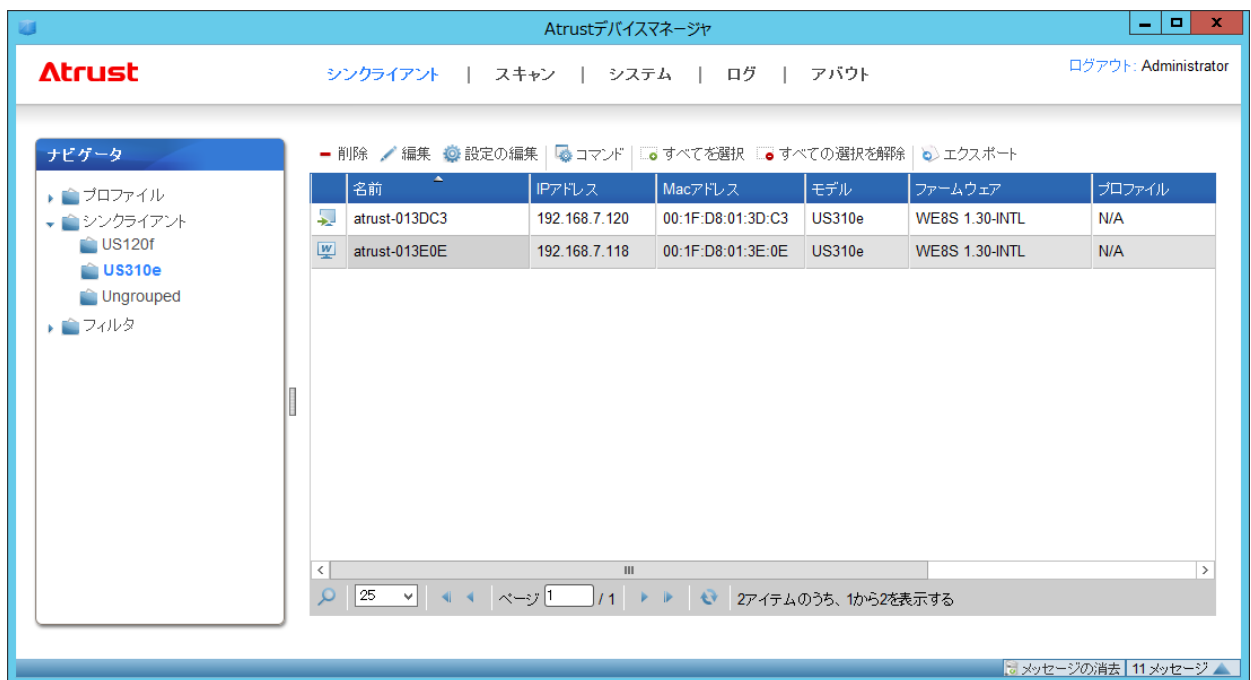 Atrustデバイスマネージャ
Atrust シンクライアント | スキャン | システム | ログ | アバウト ログアウト: Administrator
ナビゲータ
プロファイル
シンクライアント
US120f
US310e
Ungrouped
フィルタ
削除 編集 設定の編集 コマンド すべてを選択 すべての選択を解除 エクスポート
名前 IPアドレス Macアドレス モデル ファームウェア プロファイル
atrust-013DC3 192.168.7.120 00:1F:D8:01:3D:C3 US310e WE8S 1.30-INTL N/A
W atrust-013E0E 192.168.7.118 00:1F:D8:01:3E:0E US310e WE8S 1.30-INTL N/A
25 ページ 1 / 1 2アイテムのうち、1から2を表示する
メッセージの消去 11 メッセージ